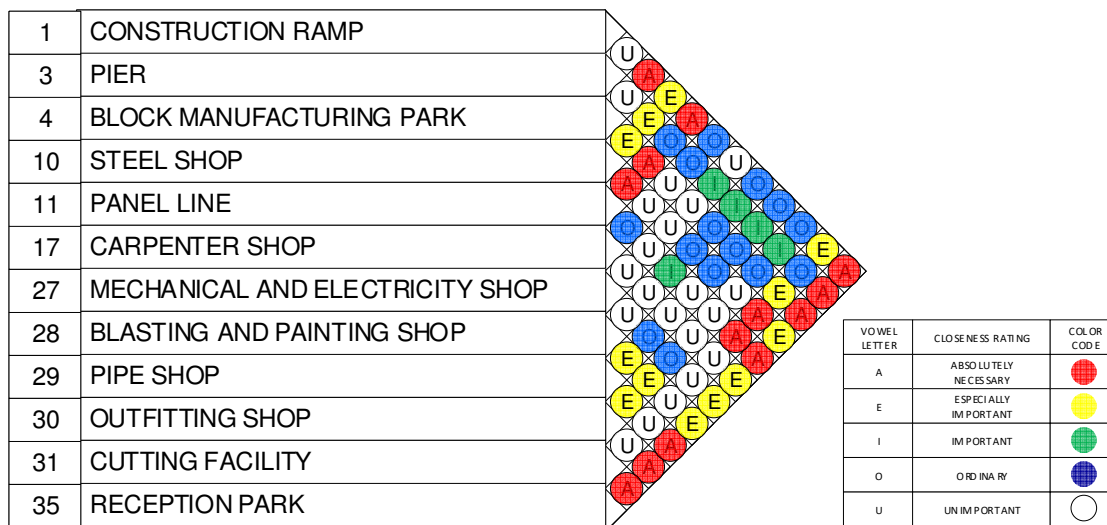 1 CONSTRUCTION RAMP
U
3 PIER A
U E
4 BLOCK MANUFACTURING PARK E A
E O O
10 STEEL SHOP A O U
A U I O
11 PANEL LINE U U I O
O U O I O
17 CARPENTER SHOP U O O I E
U I O O O A
27 MECHANICAL AND ELECTRICITY SHOP U U U E A
U U U A A
28 BLASTING AND PAINTING SHOP O U A E
E O U A
29 PIPE SHOP E U E
E U E
30 OUTFITTING SHOP U E
U A
31 CUTTING FACILITY A
A
35 RECEPTION PARK
VOWEL LETTER CLOSENESS RATING COLOR CODE
A ABSOLUTELY NECESSARY
E ESPECIALLY IMPORTANT
I IMPORTANT
O ORDINARY
U UNIMPORTANT